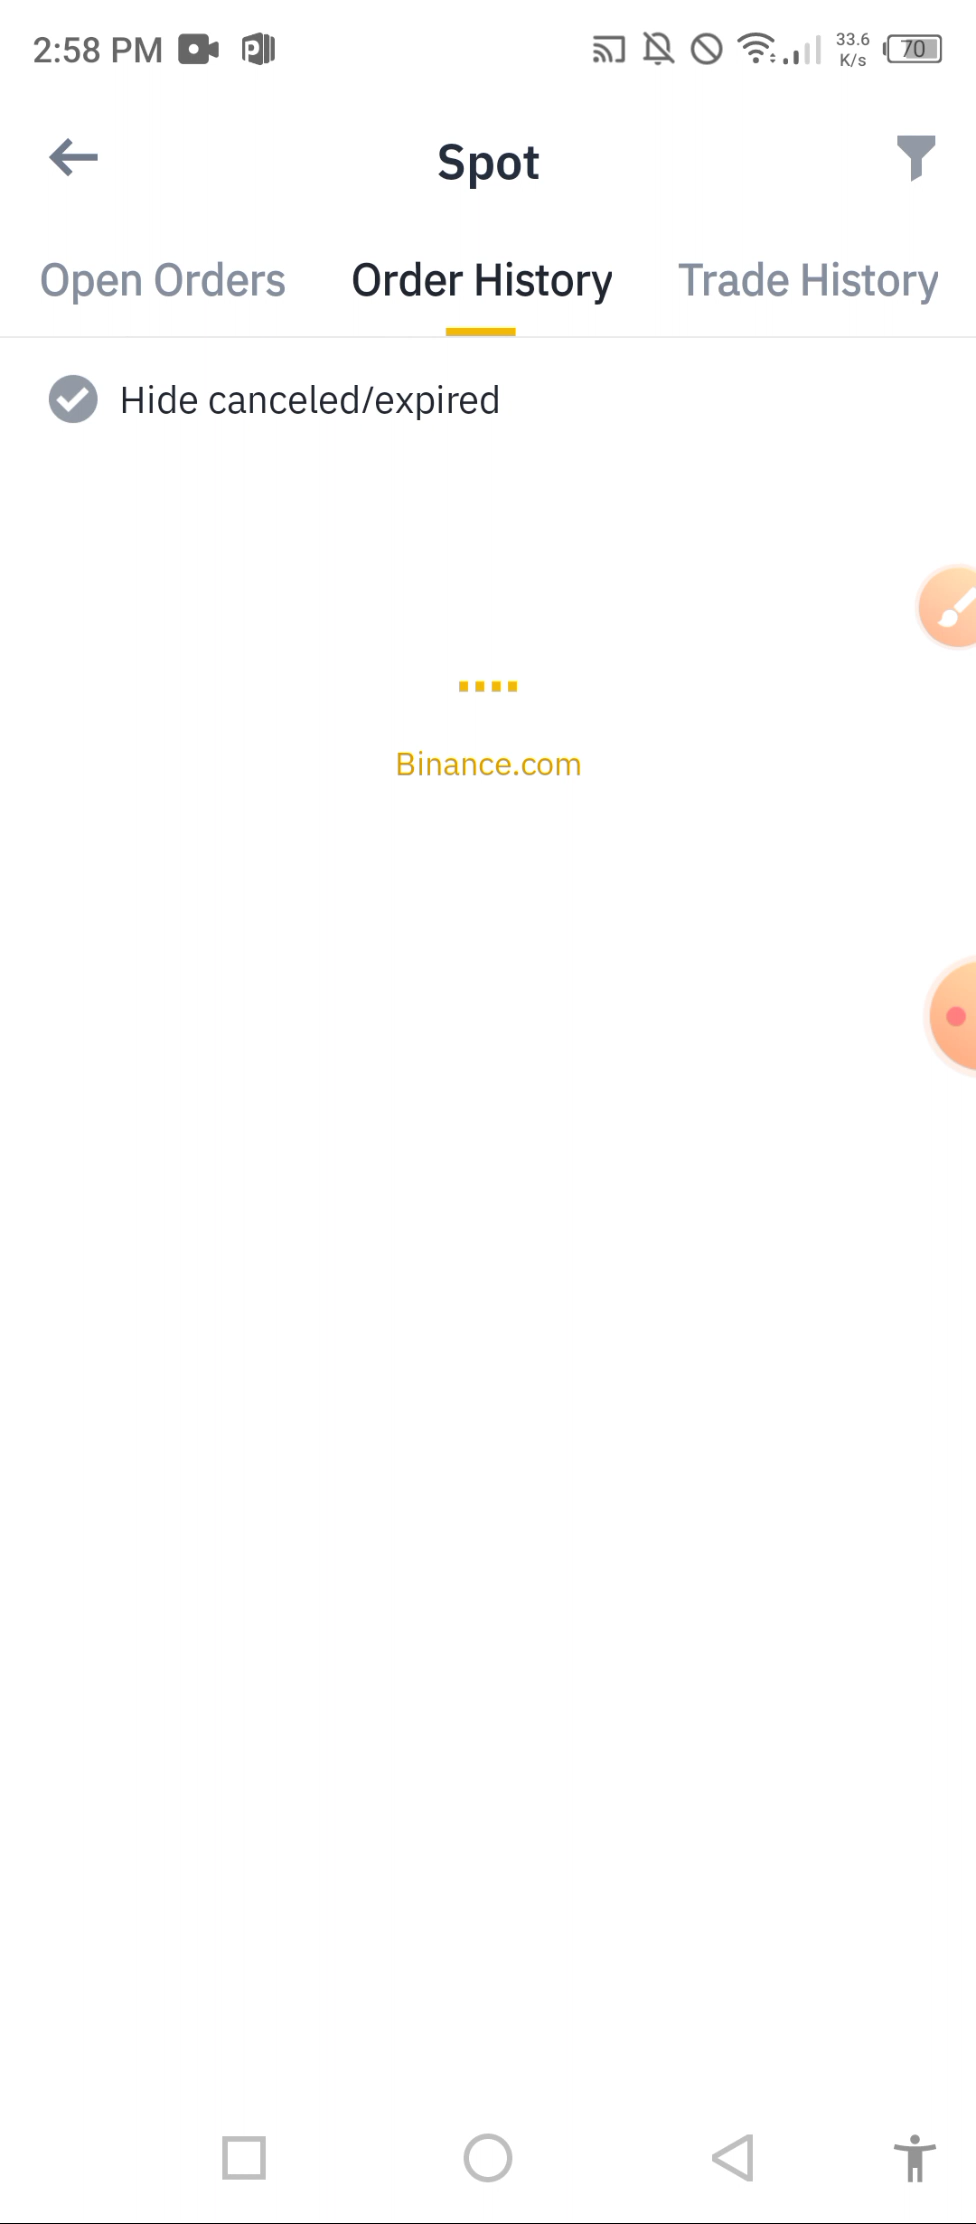 2:58 PM
33.6
K/s
70
Spot
Open Orders
Order History
Trade History
Hide canceled/expired
Binance.com